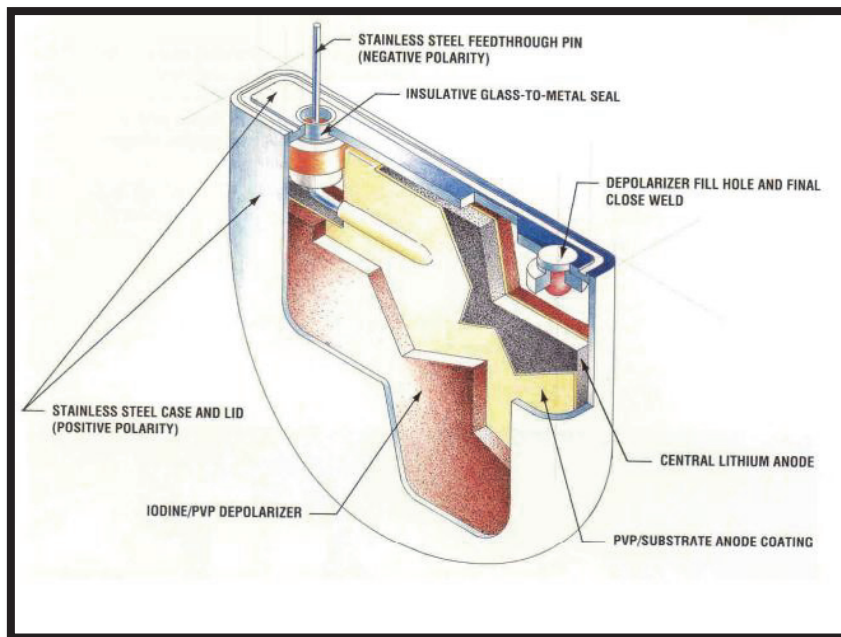 STAINLESS STEEL FEEDTHROUGH PIN
(NEGATIVE POLARITY)
INSULATIVE GLASS-TO-METAL SEAL
DEPOLARIZER FILL HOLE AND FINAL
CLOSE WELD
STAINLESS STEEL CASE AND LID
(POSITIVE POLARITY)
CENTRAL LITHIUM ANODE
IODINE/PVP DEPOLARIZER
PVP/SUBSTRATE ANODE COATING